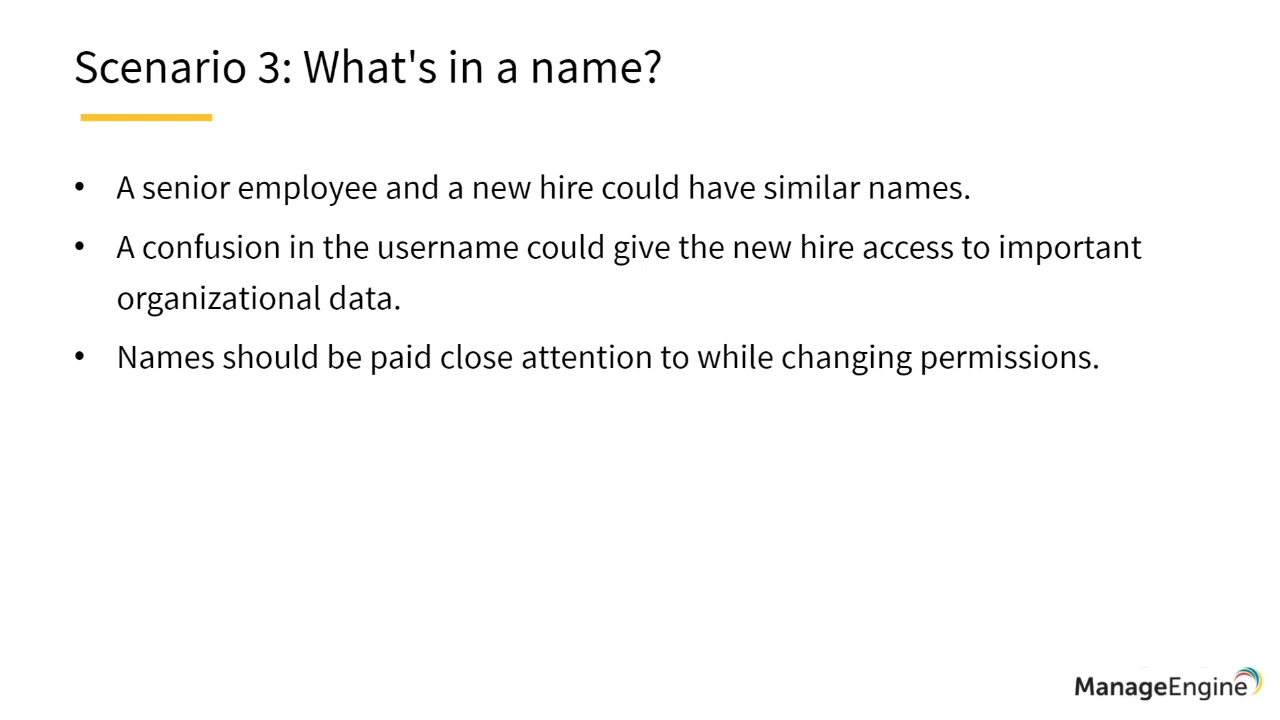 Scenario 3: What's in a name?
• A senior employee and a new hire could have similar names.
• A confusion in the username could give the new hire access to important
organizational data.
• Names should be paid close attention to while changing permissions.
ManageEngine